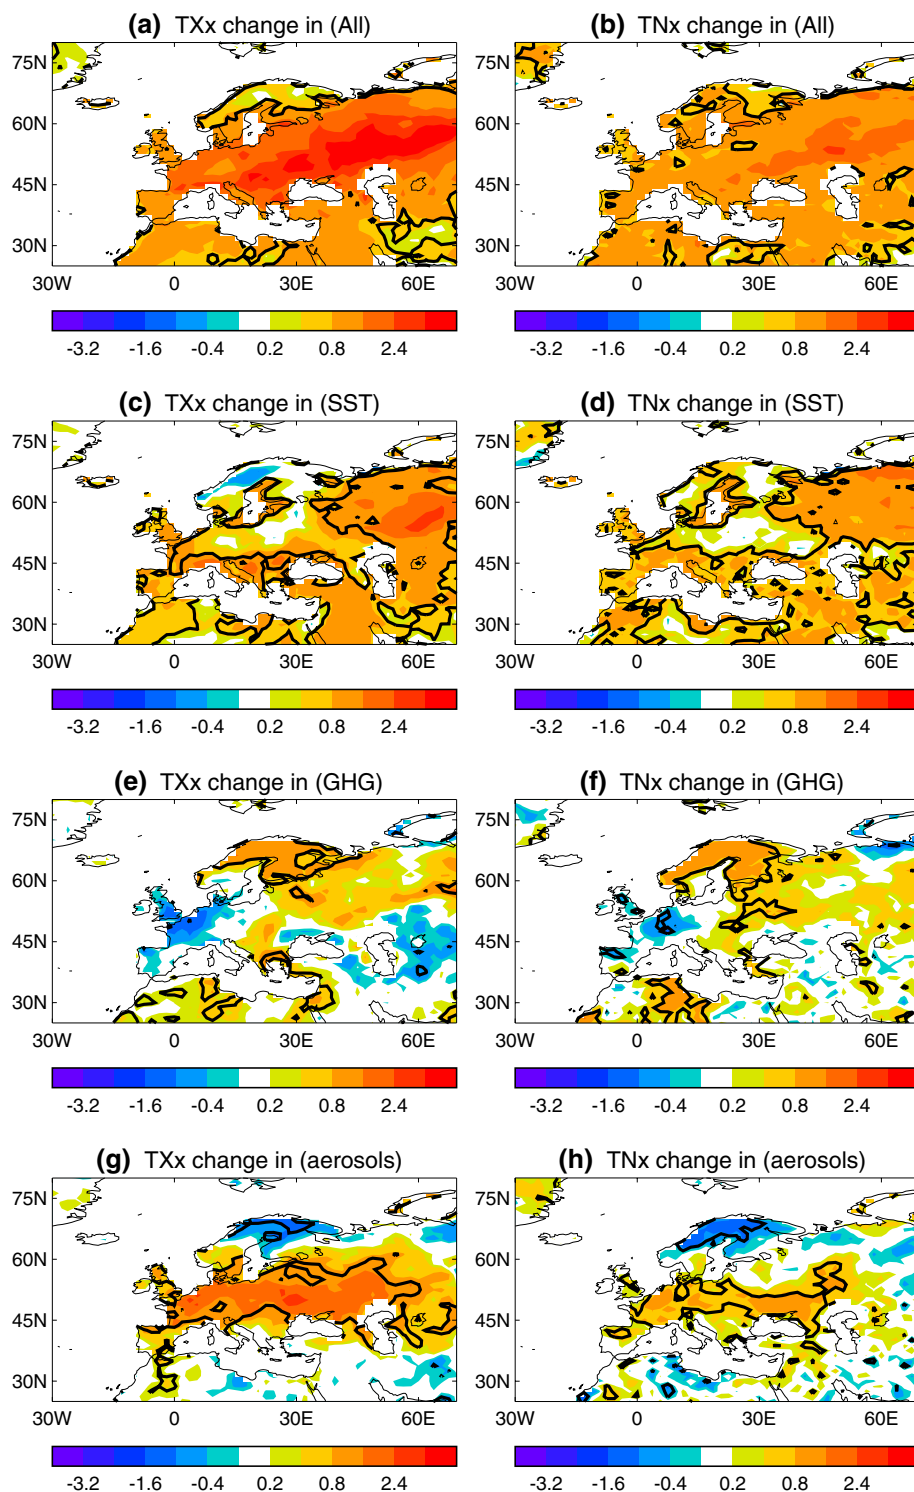 (a) TXx change in (All)
(b) TNx change in (All)
75N
60N
45N
30N
30W 0 30E 60E
-3.2 -1.6 -0.4 0.2 0.8 2.4
75N
60N
45N
30N
30W 0 30E 60E
-3.2 -1.6 -0.4 0.2 0.8 2.4
(c) TXx change in (SST)
(d) TNx change in (SST)
75N
60N
45N
30N
30W 0 30E 60E
-3.2 -1.6 -0.4 0.2 0.8 2.4
75N
60N
45N
30N
30W 0 30E 60E
-3.2 -1.6 -0.4 0.2 0.8 2.4
(e) TXx change in (GHG)
(f) TNx change in (GHG)
75N
60N
45N
30N
30W 0 30E 60E
-3.2 -1.6 -0.4 0.2 0.8 2.4
75N
60N
45N
30N
30W 0 30E 60E
-3.2 -1.6 -0.4 0.2 0.8 2.4
(g) TXx change in (aerosols)
(h) TNx change in (aerosols)
75N
60N
45N
30N
30W 0 30E 60E
-3.2 -1.6 -0.4 0.2 0.8 2.4
75N
60N
45N
30N
30W 0 30E 60E
-3.2 -1.6 -0.4 0.2 0.8 2.4